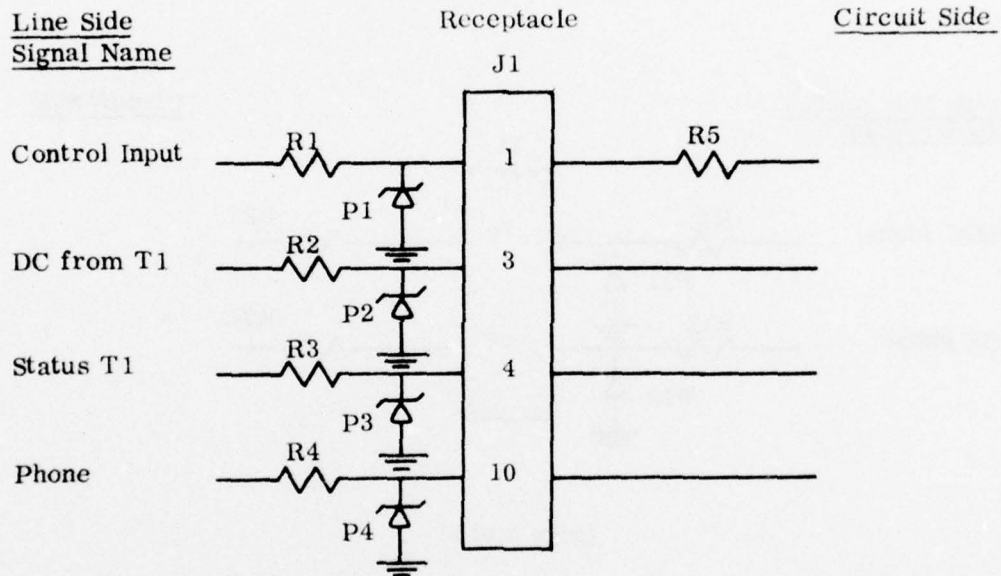 Line Side
Signal Name
Receptacle
J1
Circuit Side
Control Input
R1
1
R5
P1
DC from T1
R2
3
P2
Status T1
R3
4
P3
Phone
R4
10
P4